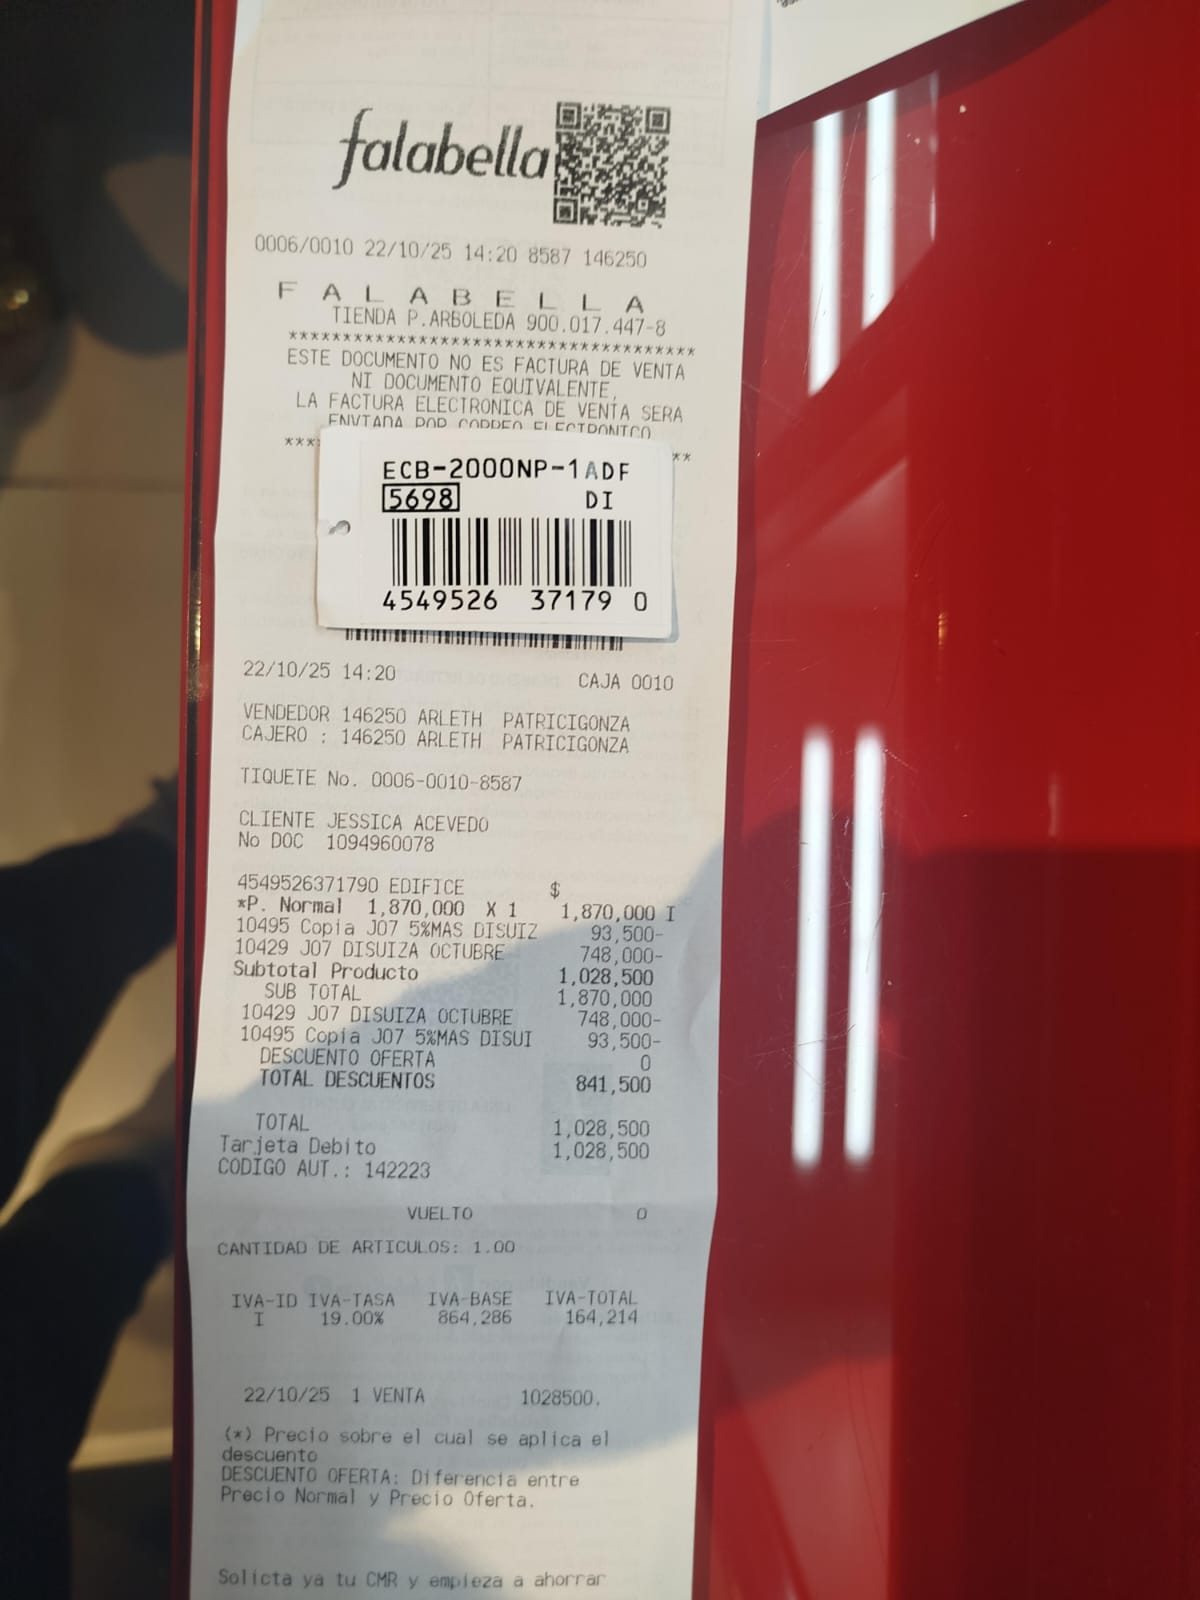 falabella
0006/0010 22/10/25 14:20 8587 146250
F A L A B E L L A
TIENDA P.ARBOLEDA 900.017.447-8
***************************************
ESTE DOCUMENTO NO ES FACTURA DE VENTA
NI DOCUMENTO EQUIVALENTE,
LA FACTURA ELECTRONICA DE VENTA SERA
ENVIADA POR CORREO ELECTRONICO
*** **
ECB-2000NP-1ADF
5698 DI
4549526 37179 0
22/10/25 14:20 CAJA 0010
VENDEDOR 146250 ARLETH PATRICIGONZA
CAJERO : 146250 ARLETH PATRICIGONZA
TIQUETE No. 0006-0010-8587
CLIENTE JESSICA ACEVEDO
No DOC 1094960078
4549526371790 EDIFICE $
*P. Normal 1,870,000 X 1 1,870,000 I
10495 Copia J07 5%MAS DISUIZ 93,500-
10429 J07 DISUIZA OCTUBRE 748,000-
Subtotal Producto 1,028,500
SUB TOTAL 1,870,000
10429 J07 DISUIZA OCTUBRE 748,000-
10495 Copia J07 5%MAS DISUI 93,500-
DESCUENTO OFERTA 0
TOTAL DESCUENTOS 841,500
TOTAL 1,028,500
Tarjeta Debito 1,028,500
CODIGO AUT.: 142223
VUELTO 0
CANTIDAD DE ARTICULOS: 1.00
IVA-ID IVA-TASA IVA-BASE IVA-TOTAL
I 19.00% 864,286 164,214
22/10/25 1 VENTA 1028500.
(*) Precio sobre el cual se aplica el
descuento
DESCUENTO OFERTA: Diferencia entre
Precio Normal y Precio Oferta.
Solicta ya tu CMR y empieza a ahorrar